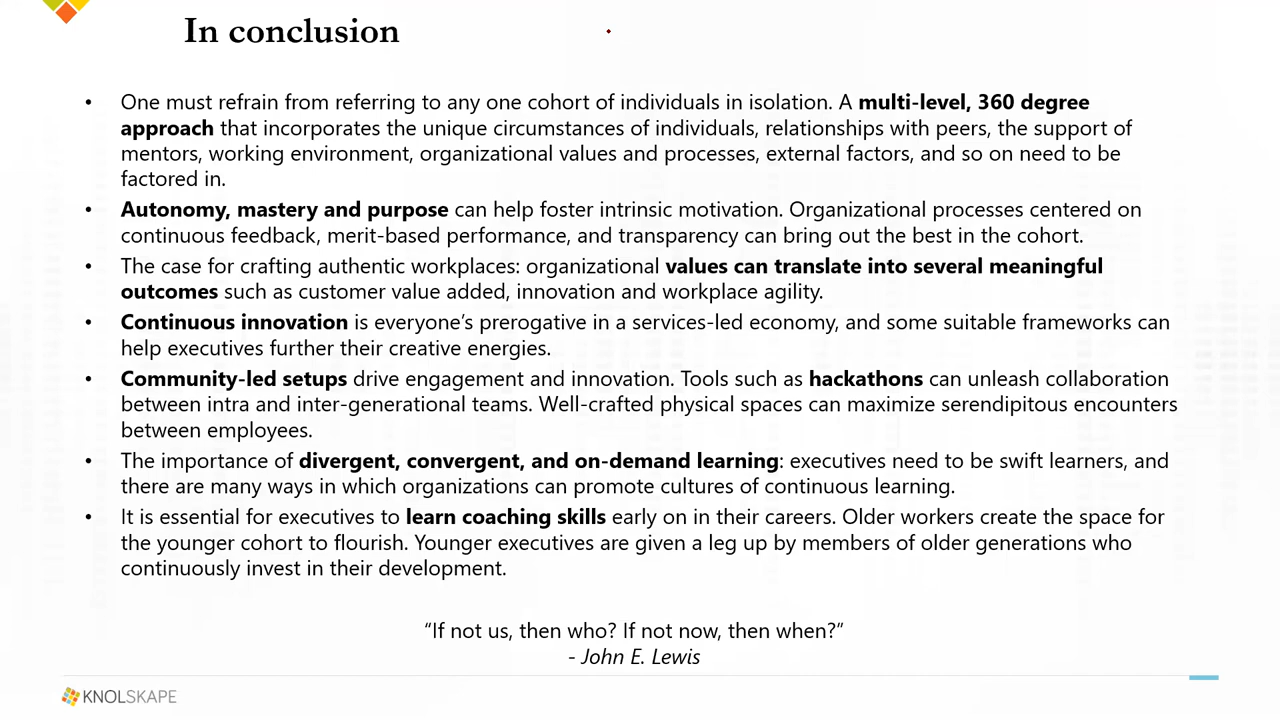 In conclusion
• One must refrain from referring to any one cohort of individuals in isolation. A multi-level, 360 degree
approach that incorporates the unique circumstances of individuals, relationships with peers, the support of
mentors, working environment, organizational values and processes, external factors, and so on need to be
factored in.
• Autonomy, mastery and purpose can help foster intrinsic motivation. Organizational processes centered on
continuous feedback, merit-based performance, and transparency can bring out the best in the cohort.
• The case for crafting authentic workplaces: organizational values can translate into several meaningful
outcomes such as customer value added, innovation and workplace agility.
• Continuous innovation is everyone’s prerogative in a services-led economy, and some suitable frameworks can
help executives further their creative energies.
• Community-led setups drive engagement and innovation. Tools such as hackathons can unleash collaboration
between intra and inter-generational teams. Well-crafted physical spaces can maximize serendipitous encounters
between employees.
• The importance of divergent, convergent, and on-demand learning: executives need to be swift learners, and
there are many ways in which organizations can promote cultures of continuous learning.
• It is essential for executives to learn coaching skills early on in their careers. Older workers create the space for
the younger cohort to flourish. Younger executives are given a leg up by members of older generations who
continuously invest in their development.
“If not us, then who? If not now, then when?”
- John E. Lewis
KNOLSKAPE